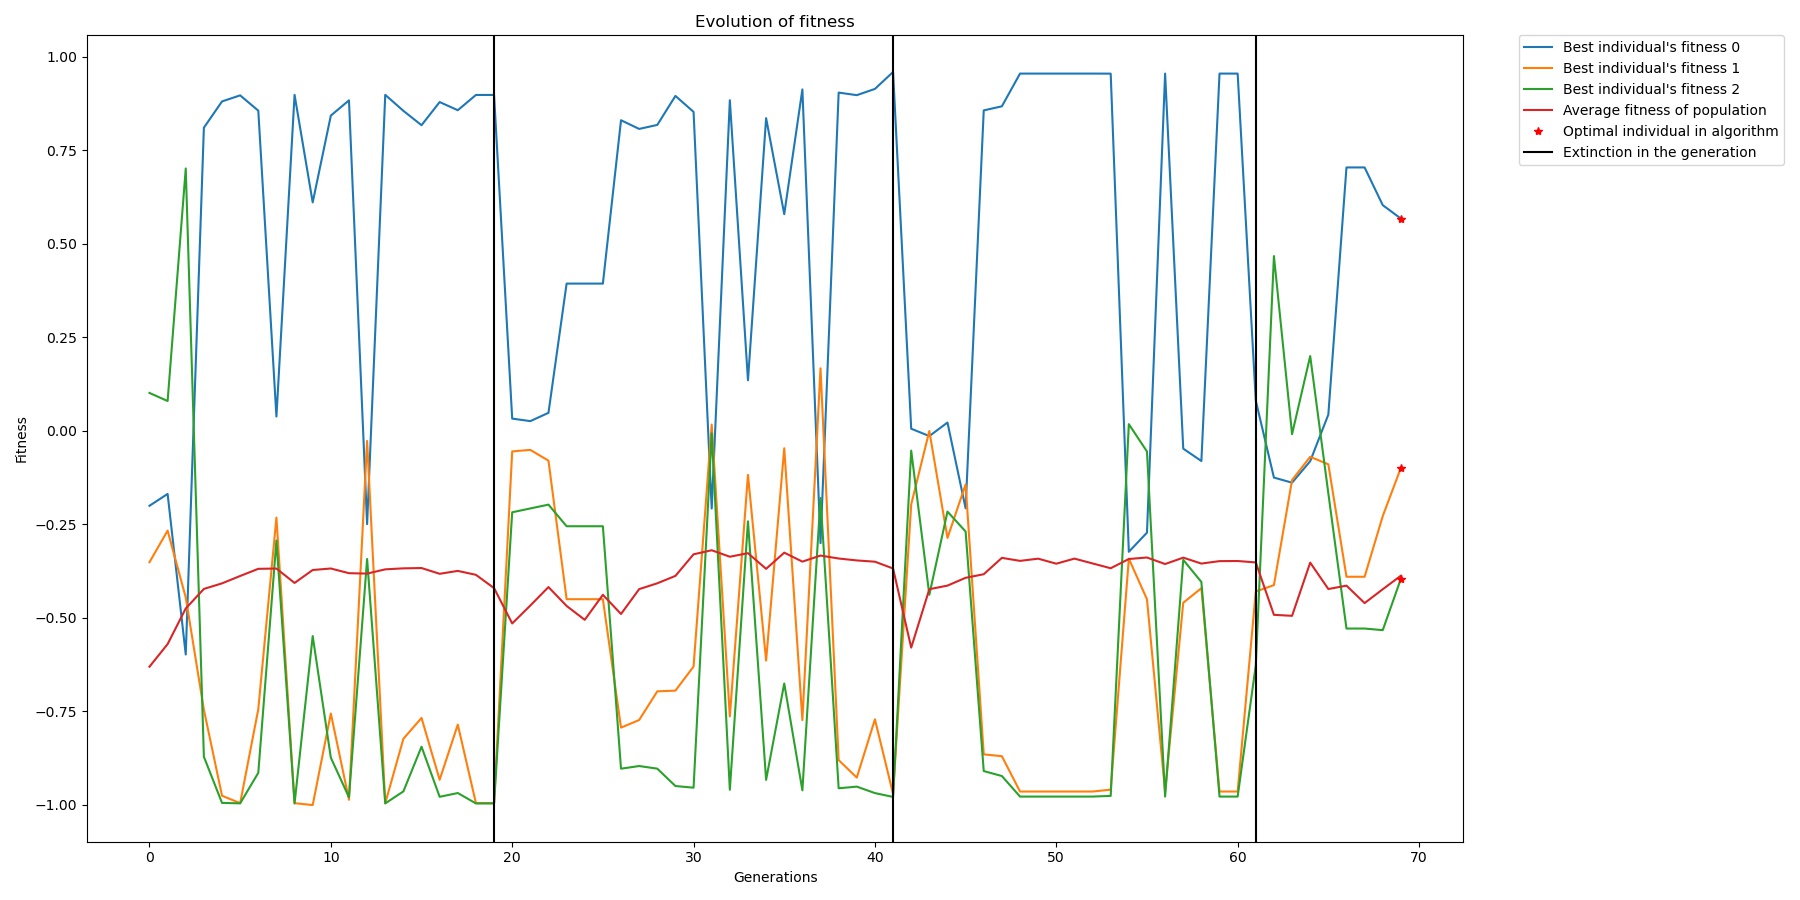 Evolution of fitness
1.00
0.75
0.50
0.25
0.00
−0.25
−0.50
−0.75
−1.00
Fitness
0 10 20 30 40 50 60 70
Generations
Best individual's fitness 0
Best individual's fitness 1
Best individual's fitness 2
Average fitness of population
Optimal individual in algorithm
Extinction in the generation